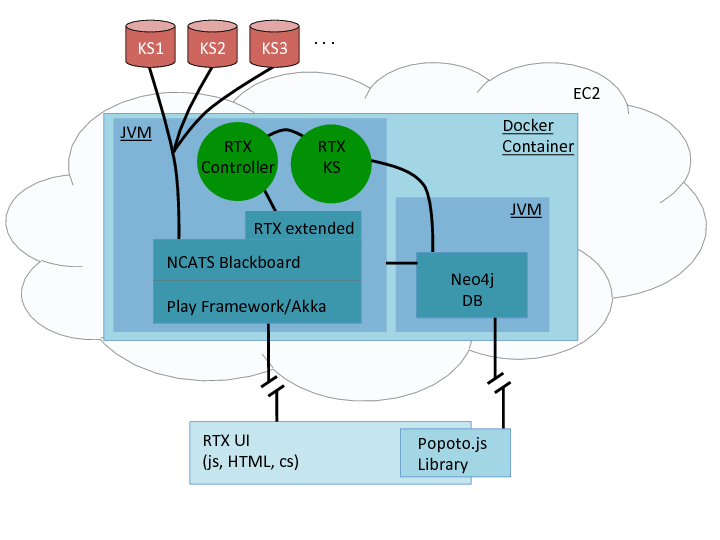 KS1
KS2
KS3
...
EC2
JVM
Docker
Container
RTX
Controller
RTX
KS
JVM
RTX extended
NCATS Blackboard
Play Framework/Akka
Neo4j
DB
RTX UI
(js, HTML, cs)
Popoto.js
Library